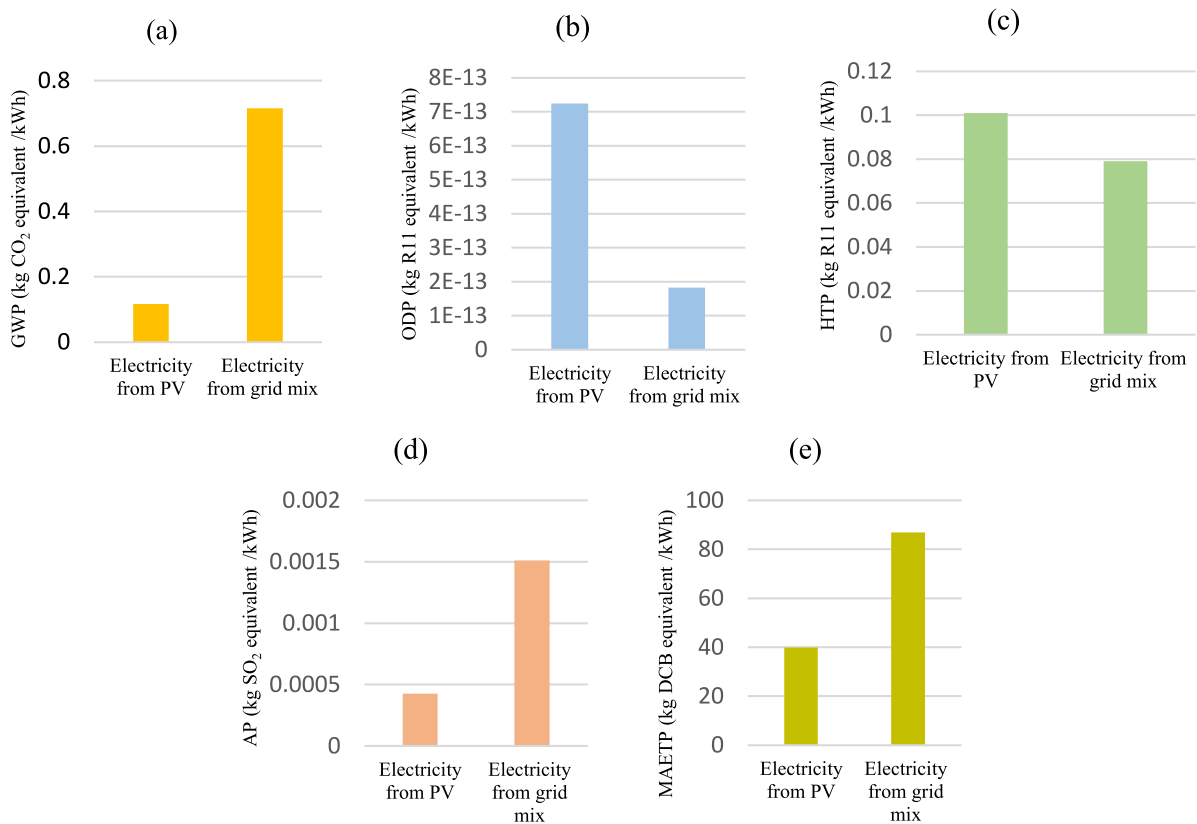 (a)
GWP (kg CO₂ equivalent /kWh)
0.8
0.6
0.4
0.2
0
Electricity
from PV
Electricity
from grid mix
(b)
ODP (kg R11 equivalent /kWh)
8E-13
7E-13
6E-13
5E-13
4E-13
3E-13
2E-13
1E-13
0
Electricity
from PV
Electricity
from grid mix
(c)
HTP (kg R11 equivalent /kWh)
0.12
0.1
0.08
0.06
0.04
0.02
0
Electricity from
PV
Electricity from
grid mix
(d)
AP (kg SO₂ equivalent /kWh)
0.002
0.0015
0.001
0.0005
0
Electricity
from PV
Electricity
from grid
mix
(e)
MAETP (kg DCB equivalent /kWh)
100
80
60
40
20
0
Electricity
from PV
Electricity
from grid
mix